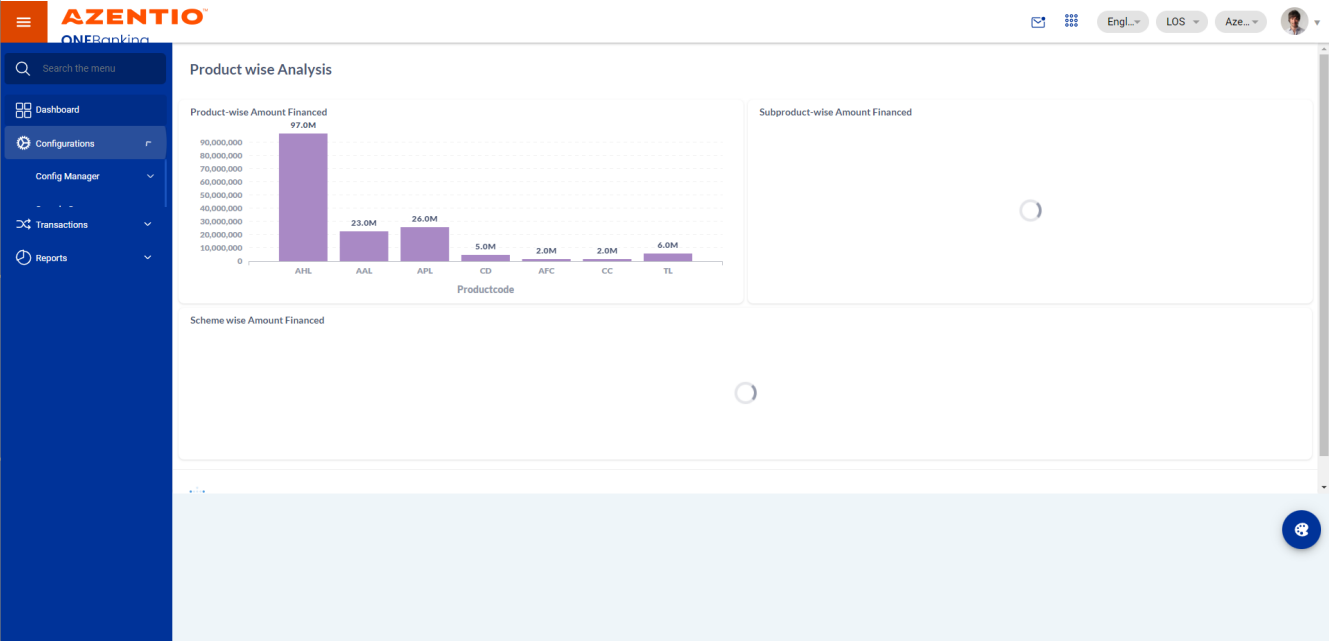 AZENTIO™
ONEBanking
Engl...
LOS
Aze...
Search the menu
Dashboard
Configurations
Config Manager
Transactions
Reports
Product wise Analysis
Product-wise Amount Financed
97.0M
90,000,000
80,000,000
70,000,000
60,000,000
50,000,000
40,000,000
30,000,000
20,000,000
10,000,000
0
23.0M
26.0M
5.0M
2.0M
2.0M
6.0M
AHL
AAL
APL
CD
AFC
CC
TL
Productcode
Subproduct-wise Amount Financed
Scheme wise Amount Financed